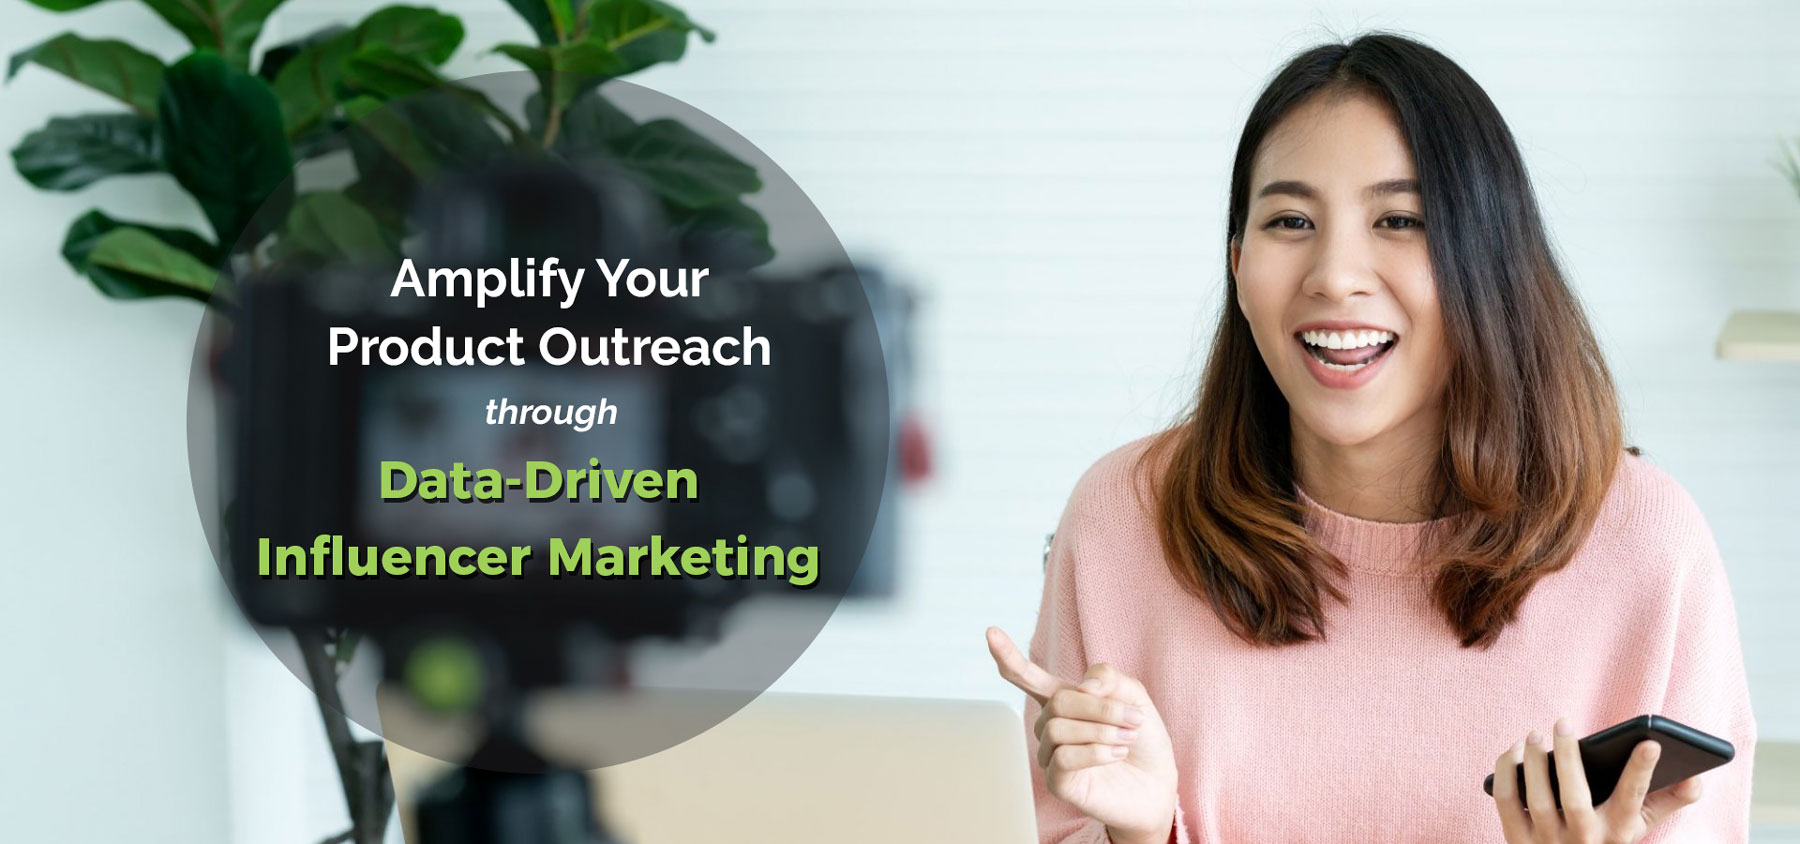 Amplify Your
Product Outreach
through
Data-Driven
Influencer Marketing